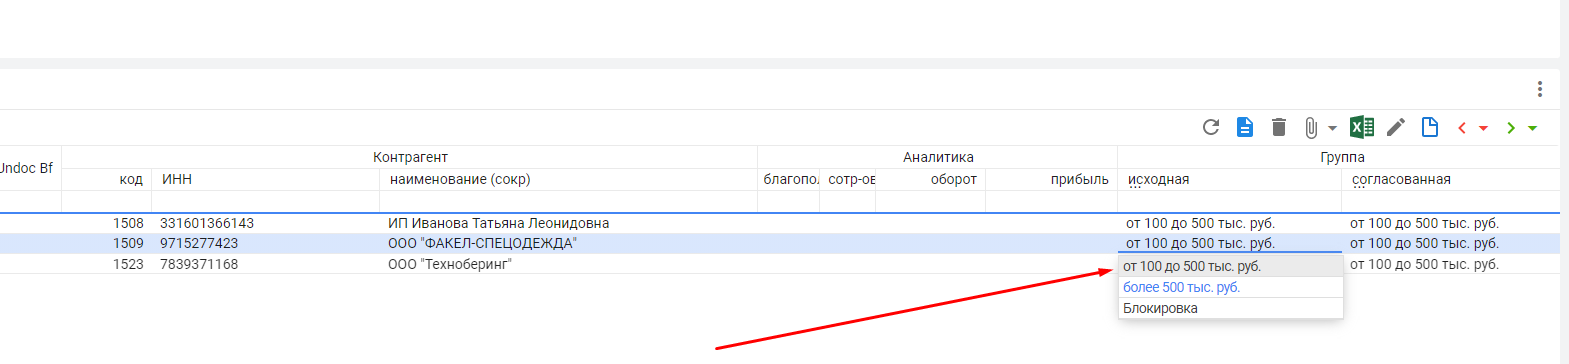 Контрагент Аналитика Группа
Undoc Bf
код ИНН наименование (сокр) благопол сотр-ов оборот прибыль исходная согласованная
1508 331601366143 ИП Иванова Татьяна Леонидовна от 100 до 500 тыс. руб. от 100 до 500 тыс. руб.
1509 9715277423 ООО "ФАКЕЛ-СПЕЦОДЕЖДА" от 100 до 500 тыс. руб. от 100 до 500 тыс. руб.
1523 7839371168 ООО "Техноберинг" от 100 до 500 тыс. руб.
от 100 до 500 тыс. руб.
более 500 тыс. руб.
Блокировка